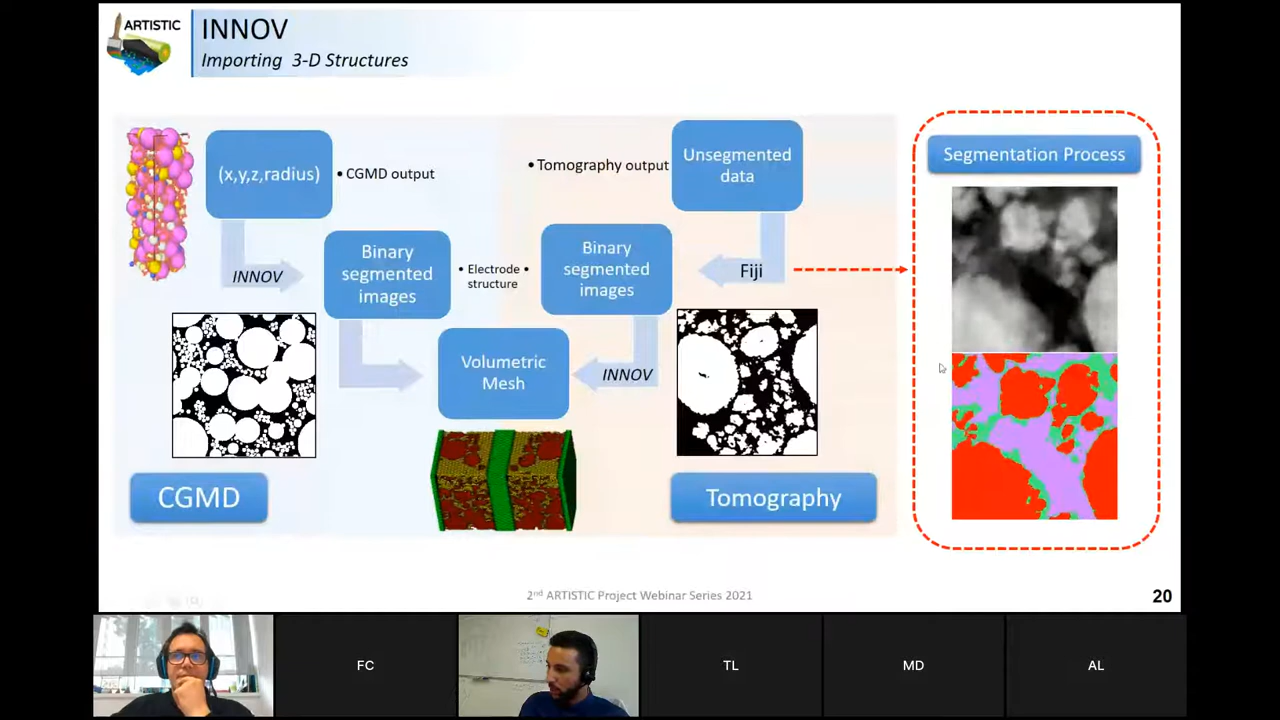 ARTISTIC
INNOV
Importing 3-D Structures
(x,y,z,radius)
• CGMD output
INNOV
Binary
segmented
images
• Electrode •
structure
• Tomography output
Unsegmented
data
Fiji
Binary
segmented
images
INNOV
Volumetric
Mesh
CGMD
Tomography
Segmentation Process
2nd ARTISTIC Project Webinar Series 2021
20
FC
TL
MD
AL